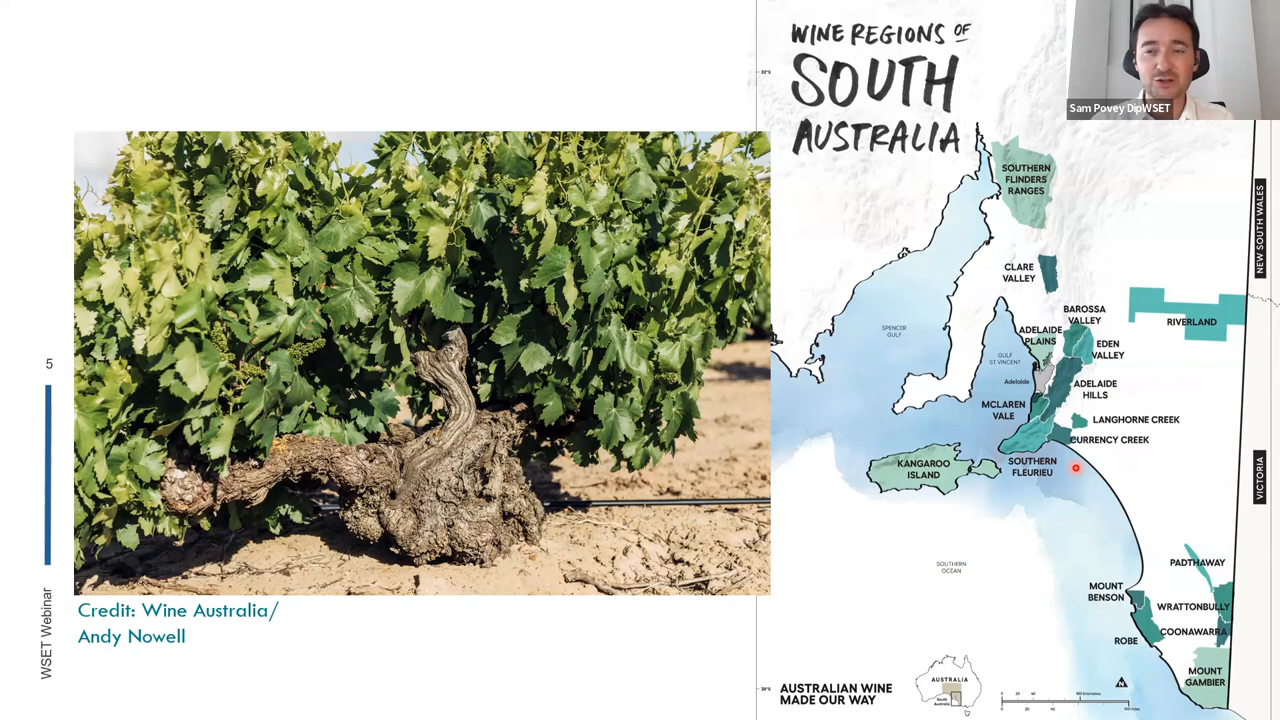 WINE REGIONS OF
SOUTH
AUSTRALIA
Sam Povey DipWSET
32°S
SOUTHERN
FLINDERS
RANGES
NEW SOUTH WALES
CLARE
VALLEY
RIVERLAND
BAROSSA
VALLEY
SPENCER
GULF
ADELAIDE
PLAINS
EDEN
VALLEY
GULF
ST VINCENT
Adelaide
ADELAIDE
HILLS
MCLAREN
VALE
LANGHORNE CREEK
CURRENCY CREEK
KANGAROO
ISLAND
SOUTHERN
FLEURIEU
VICTORIA
SOUTHERN
OCEAN
PADTHAWAY
MOUNT
BENSON
WRATTONBULLY
COONAWARRA
ROBE
MOUNT
GAMBIER
AUSTRALIAN WINE
MADE OUR WAY
AUSTRALIA
South
Australia
N
5
WSET Webinar
Credit: Wine Australia/
Andy Nowell